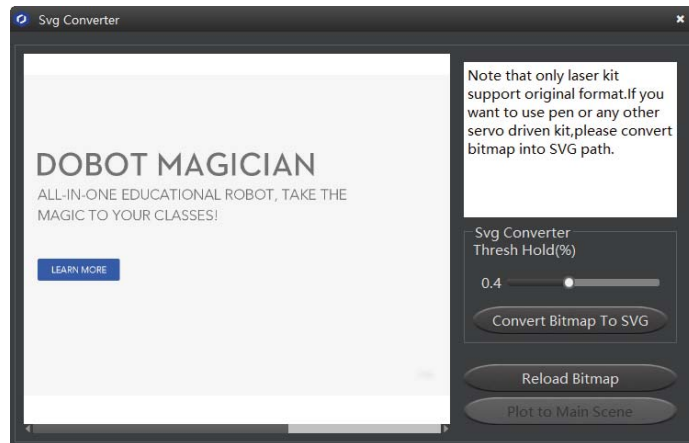 Svg Converter
DOBOT MAGICIAN
ALL-IN-ONE EDUCATIONAL ROBOT, TAKE THE
MAGIC TO YOUR CLASSES!
LEARN MORE
Note that only laser kit
support original format.If you
want to use pen or any other
servo driven kit,please convert
bitmap into SVG path.
Svg Converter
Thresh Hold(%)
0.4
Convert Bitmap To SVG
Reload Bitmap
Plot to Main Scene